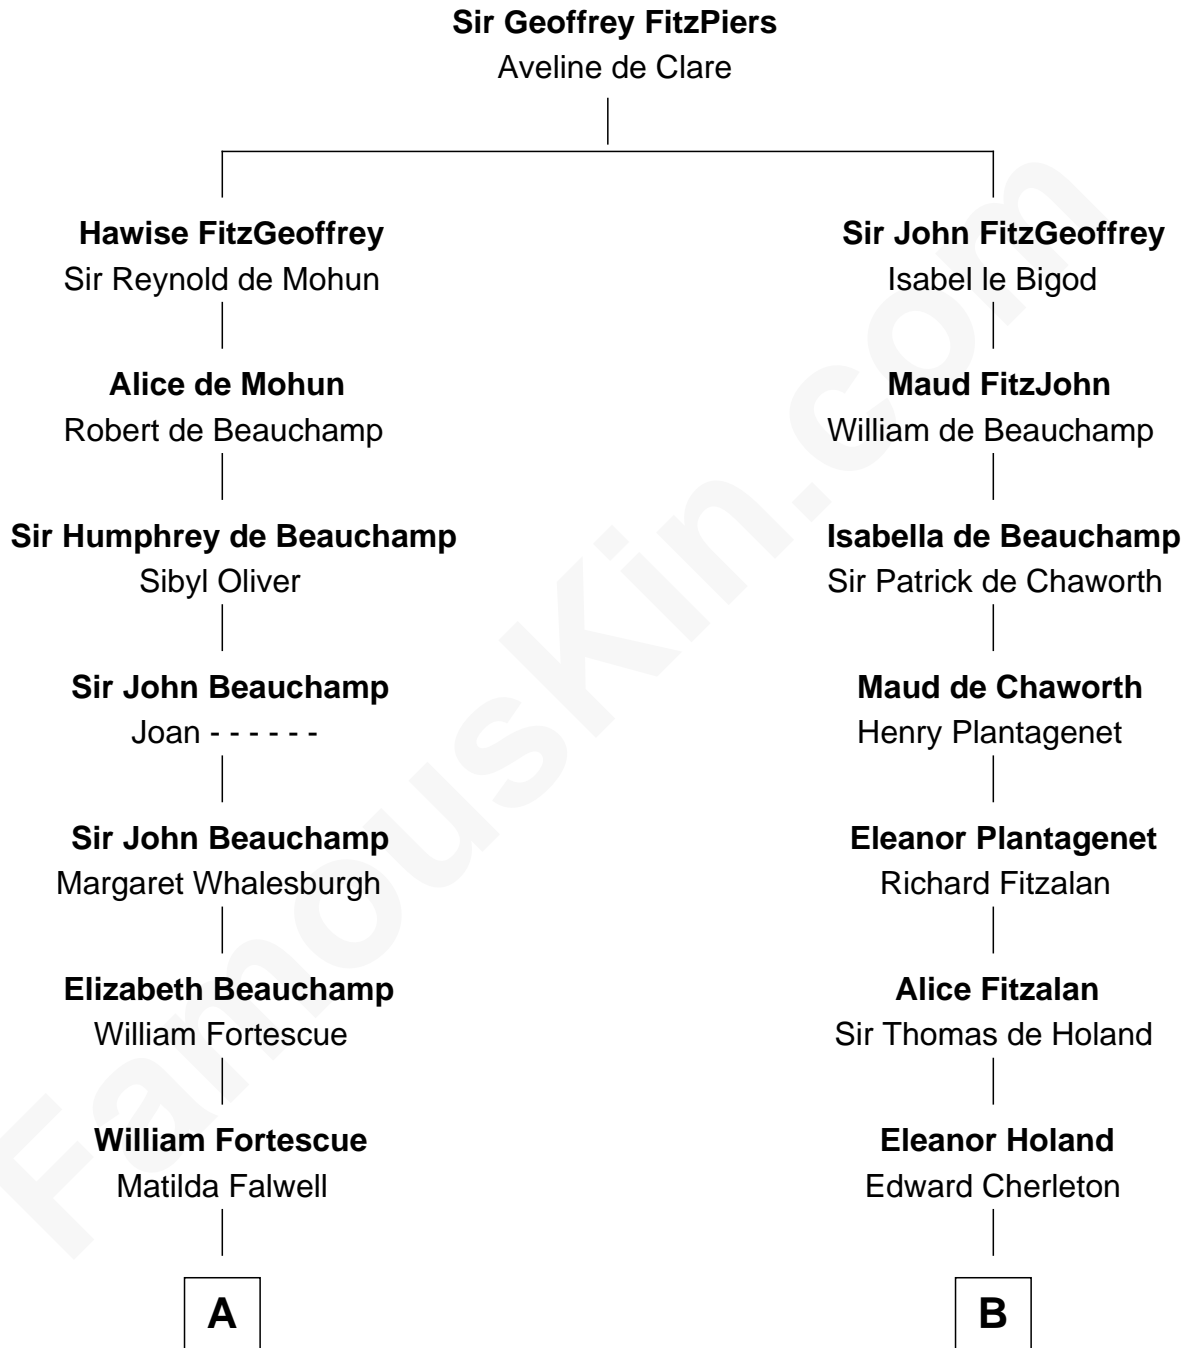 Sir Geoffrey FitzPiers
Aveline de Clare
Hawise FitzGeoffrey
Sir Reynold de Mohun
Alice de Mohun
Robert de Beauchamp
Sir Humphrey de Beauchamp
Sibyl Oliver
Sir John Beauchamp
Joan - - - - - -
Sir John Beauchamp
Margaret Whalesburgh
Elizabeth Beauchamp
William Fortescue
William Fortescue
Matilda Falwell
A
Sir John FitzGeoffrey
Isabel le Bigod
Maud FitzJohn
William de Beauchamp
Isabella de Beauchamp
Sir Patrick de Chaworth
Maud de Chaworth
Henry Plantagenet
Eleanor Plantagenet
Richard Fitzalan
Alice Fitzalan
Sir Thomas de Holand
Eleanor Holand
Edward Cherleton
B
FamousKin.com